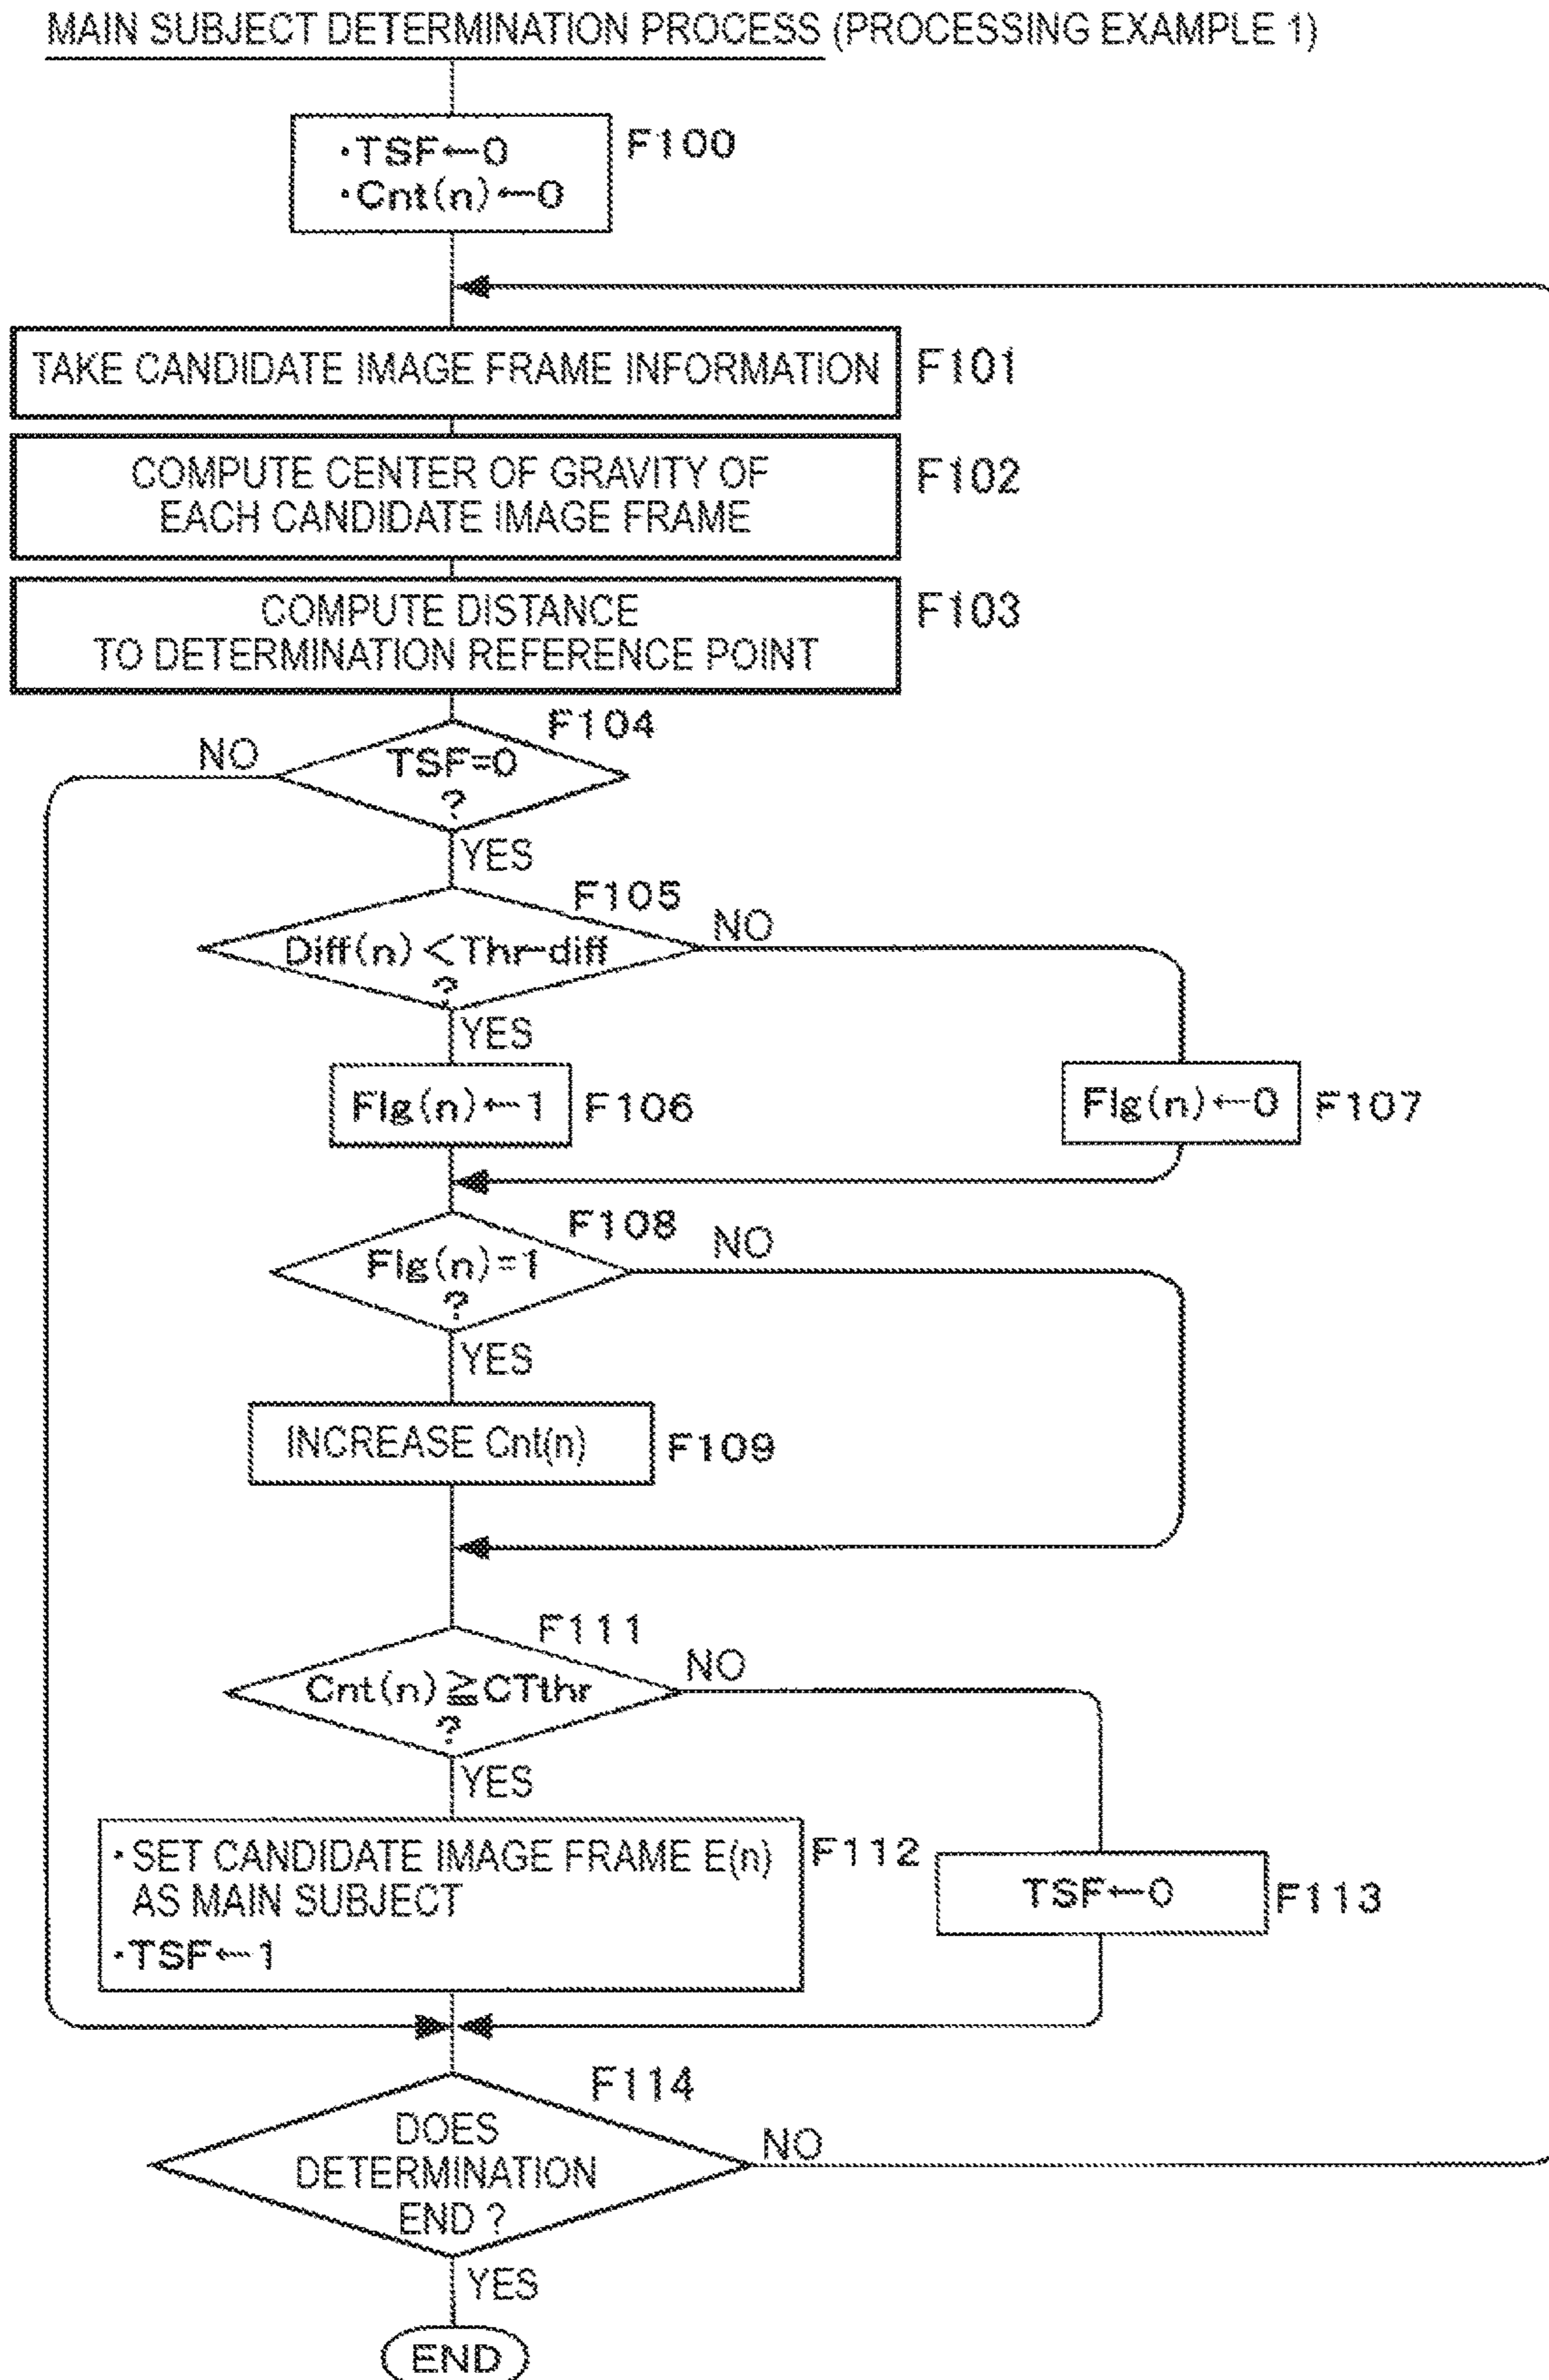 MAIN SUBJECT DETERMINATION PROCESS (PROCESSING EXAMPLE 1)
・TSF←0
F100
・Cnt(n)←0
TAKE CANDIDATE IMAGE FRAME INFORMATION
F101
COMPUTE CENTER OF GRAVITY OF
EACH CANDIDATE IMAGE FRAME
F102
COMPUTE DISTANCE
TO DETERMINATION REFERENCE POINT
F103
F104
NO
TSF=0
?
YES
F105
NO
Diff(n)<Thr-diff
?
YES
Flg(n)←1
F106
Flg(n)←0
F107
F108
NO
Flg(n)=1
?
YES
INCREASE Cnt(n)
F109
F111
NO
Cnt(n)≧CTthr
?
YES
・SET CANDIDATE IMAGE FRAME E(n)
AS MAIN SUBJECT
・TSF←1
F112
TSF←0
F113
F114
DOES
DETERMINATION
END ?
NO
YES
END